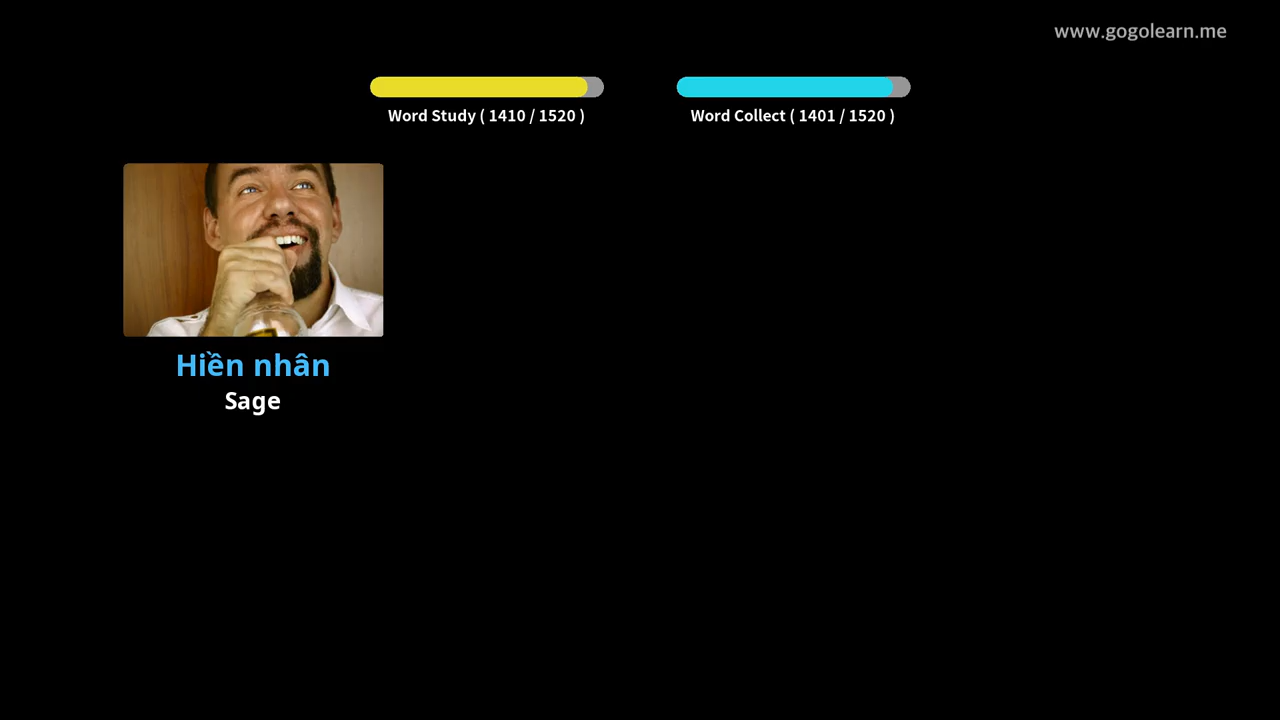 www.gogolearn.me
Word Study ( 1410 / 1520 )
Word Collect ( 1401 / 1520 )
Hiền nhân
Sage